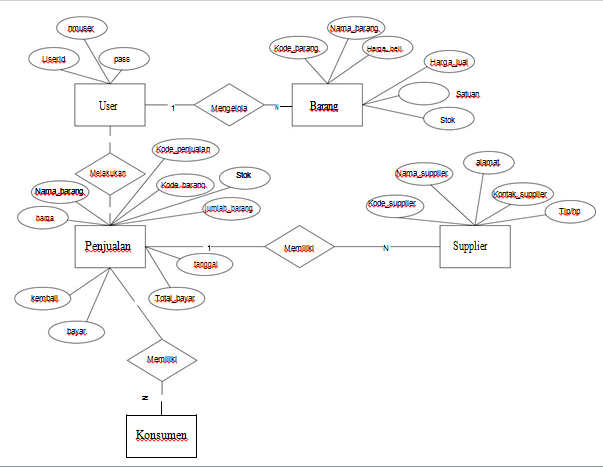 nmuser
Userid
pass
Nama_barang
Kode_barang
Harga_beli
Harga_jual
Satuan
Stok
User
1
Mengelola
N
Barang
Kode_penjualan
Melakukan
Kode_barang
Stok
Nama_barang
harga
jumlah_barang
alamat
Nama_supplier
Kontak_supplier
Kode_supplier
Tlp/hp
Penjualan
1
Memiliki
N
Supplier
tanggal
kembali
Total_bayar
bayar
Memiliki
N
Konsumen